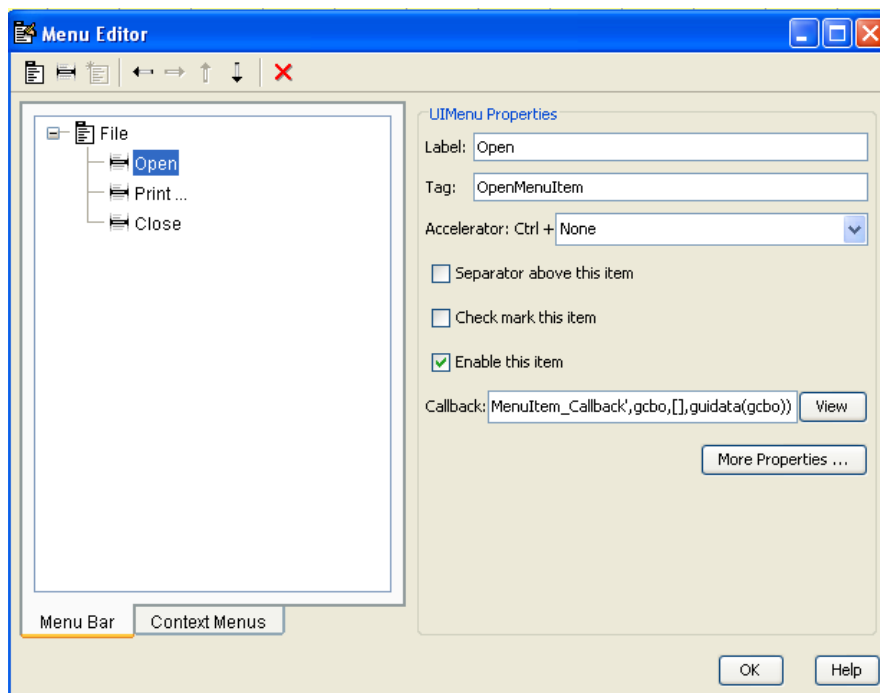 Menu Editor
File
Open
Print ...
Close
Menu Bar
Context Menus
UIMenu Properties
Label: Open
Tag: OpenMenuItem
Accelerator: Ctrl + None
Separator above this item
Check mark this item
Enable this item
Callback: MenuItem_Callback',gcbo,[],guidata(gcbo)) View
More Properties ...
OK Help